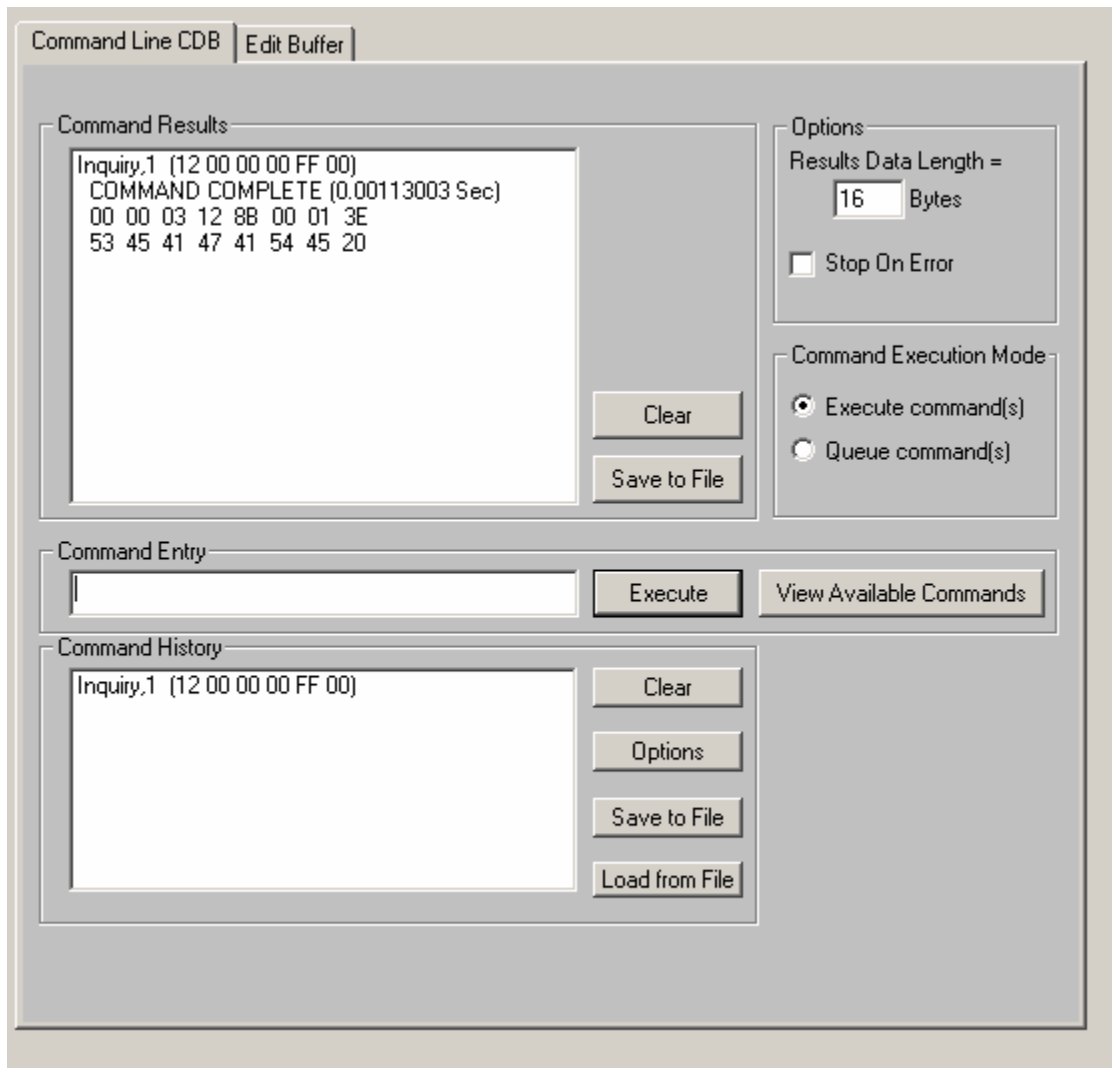 Command Line CDB
Edit Buffer
Command Results
Inquiry,1 (12 00 00 00 FF 00)
COMMAND COMPLETE (0.00113003 Sec)
00 00 03 12 8B 00 01 3E
53 45 41 47 41 54 45 20
Clear
Save to File
Options
Results Data Length =
16 Bytes
Stop On Error
Command Execution Mode
Execute command(s)
Queue command(s)
Command Entry
Execute
View Available Commands
Command History
Inquiry,1 (12 00 00 00 FF 00)
Clear
Options
Save to File
Load from File